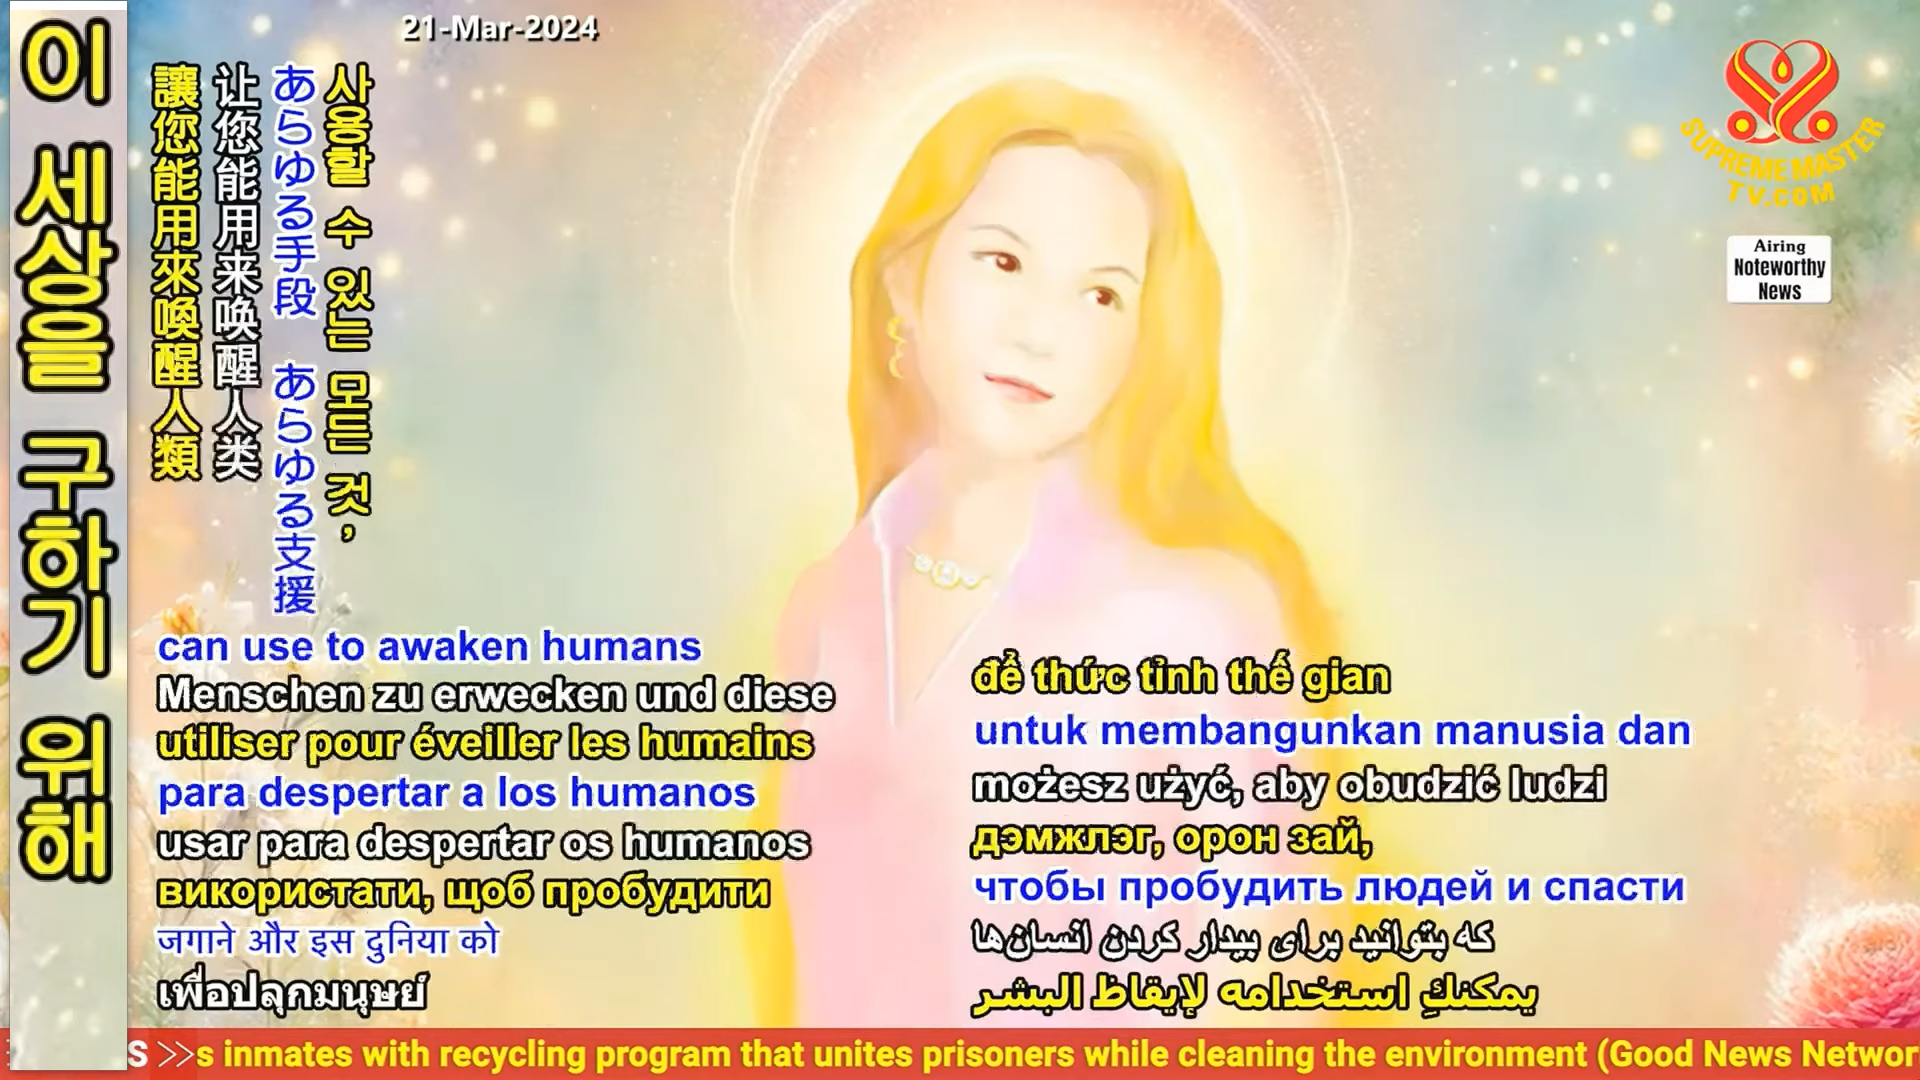 21-Mar-2024
이 세상을 구하기 위해
讓您能用來喚醒人類
让您能用来唤醒人类
あらゆる手段 あらゆる支援
사용할 수 있는 모든 것,
SUPREME MASTER
TV.COM
Airing
Noteworthy
News
can use to awaken humans
Menschen zu erwecken und diese
utiliser pour éveiller les humains
para despertar a los humanos
usar para despertar os humanos
використати, щоб пробудити
जगाने और इस दुनिया को
เพื่อปลุกมนุษย์
để thức tỉnh thế gian
untuk membangunkan manusia dan
możesz użyć, aby obudzić ludzi
дэмжлэг, орон зай,
чтобы пробудить людей и спасти
که بتوانید برای بیدار کردن انسان‌ها
يمكنكِ استخدامه لإيقاظ البشر
S >> s inmates with recycling program that unites prisoners while cleaning the environment (Good News Networ